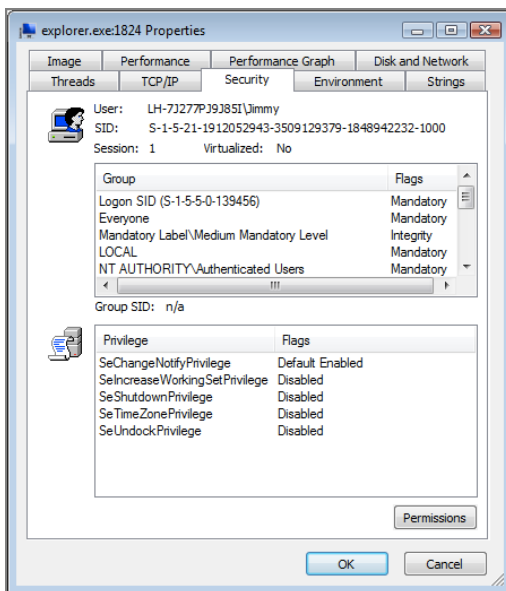 explorer.exe:1824 Properties
Image Performance Performance Graph Disk and Network
Threads TCP/IP Security Environment Strings
User: LH-7J277PJ9J85I\Jimmy
SID: S-1-5-21-1912052943-3509129379-1848942232-1000
Session: 1 Virtualized: No
Group Flags
Logon SID (S-1-5-5-0-139456) Mandatory
Everyone Mandatory
Mandatory Label\Medium Mandatory Level Integrity
LOCAL Mandatory
NT AUTHORITY\Authenticated Users Mandatory
Group SID: n/a
Privilege Flags
SeChangeNotifyPrivilege Default Enabled
SeIncreaseWorkingSetPrivilege Disabled
SeShutdownPrivilege Disabled
SeTimeZonePrivilege Disabled
SeUndockPrivilege Disabled
Permissions
OK Cancel